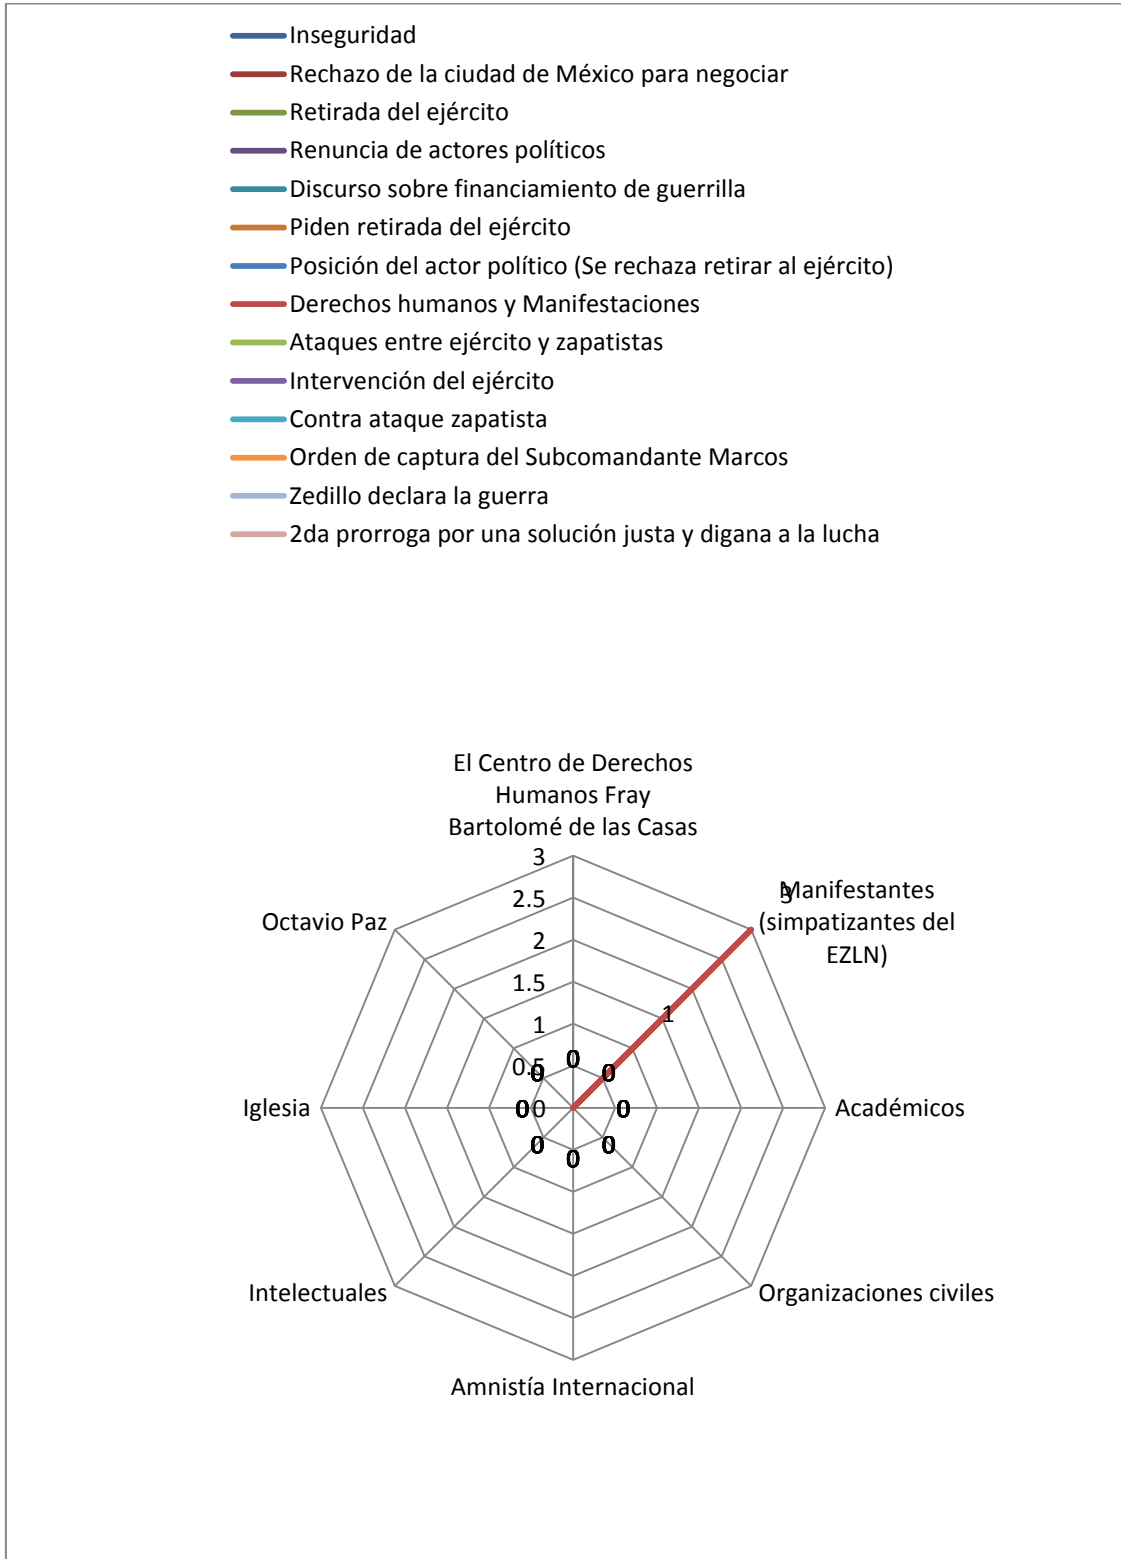 Inseguridad
Rechazo de la ciudad de México para negociar
Retirada del ejército
Renuncia de actores políticos
Discurso sobre financiamiento de guerrilla
Piden retirada del ejército
Posición del actor político (Se rechaza retirar al ejército)
Derechos humanos y Manifestaciones
Ataques entre ejército y zapatistas
Intervención del ejército
Contra ataque zapatista
Orden de captura del Subcomandante Marcos
Zedillo declara la guerra
2da prorroga por una solución justa y digana a la lucha
El Centro de Derechos
Humanos Fray
Bartolomé de las Casas
3
2.5
2
1.5
1
0.5
0
Manifestantes
(simpatizantes del
EZLN)
3
1
Octavio Paz
Iglesia
Académicos
0
0
0
0
0
0
0
0
Intelectuales
Organizaciones civiles
Amnistía Internacional